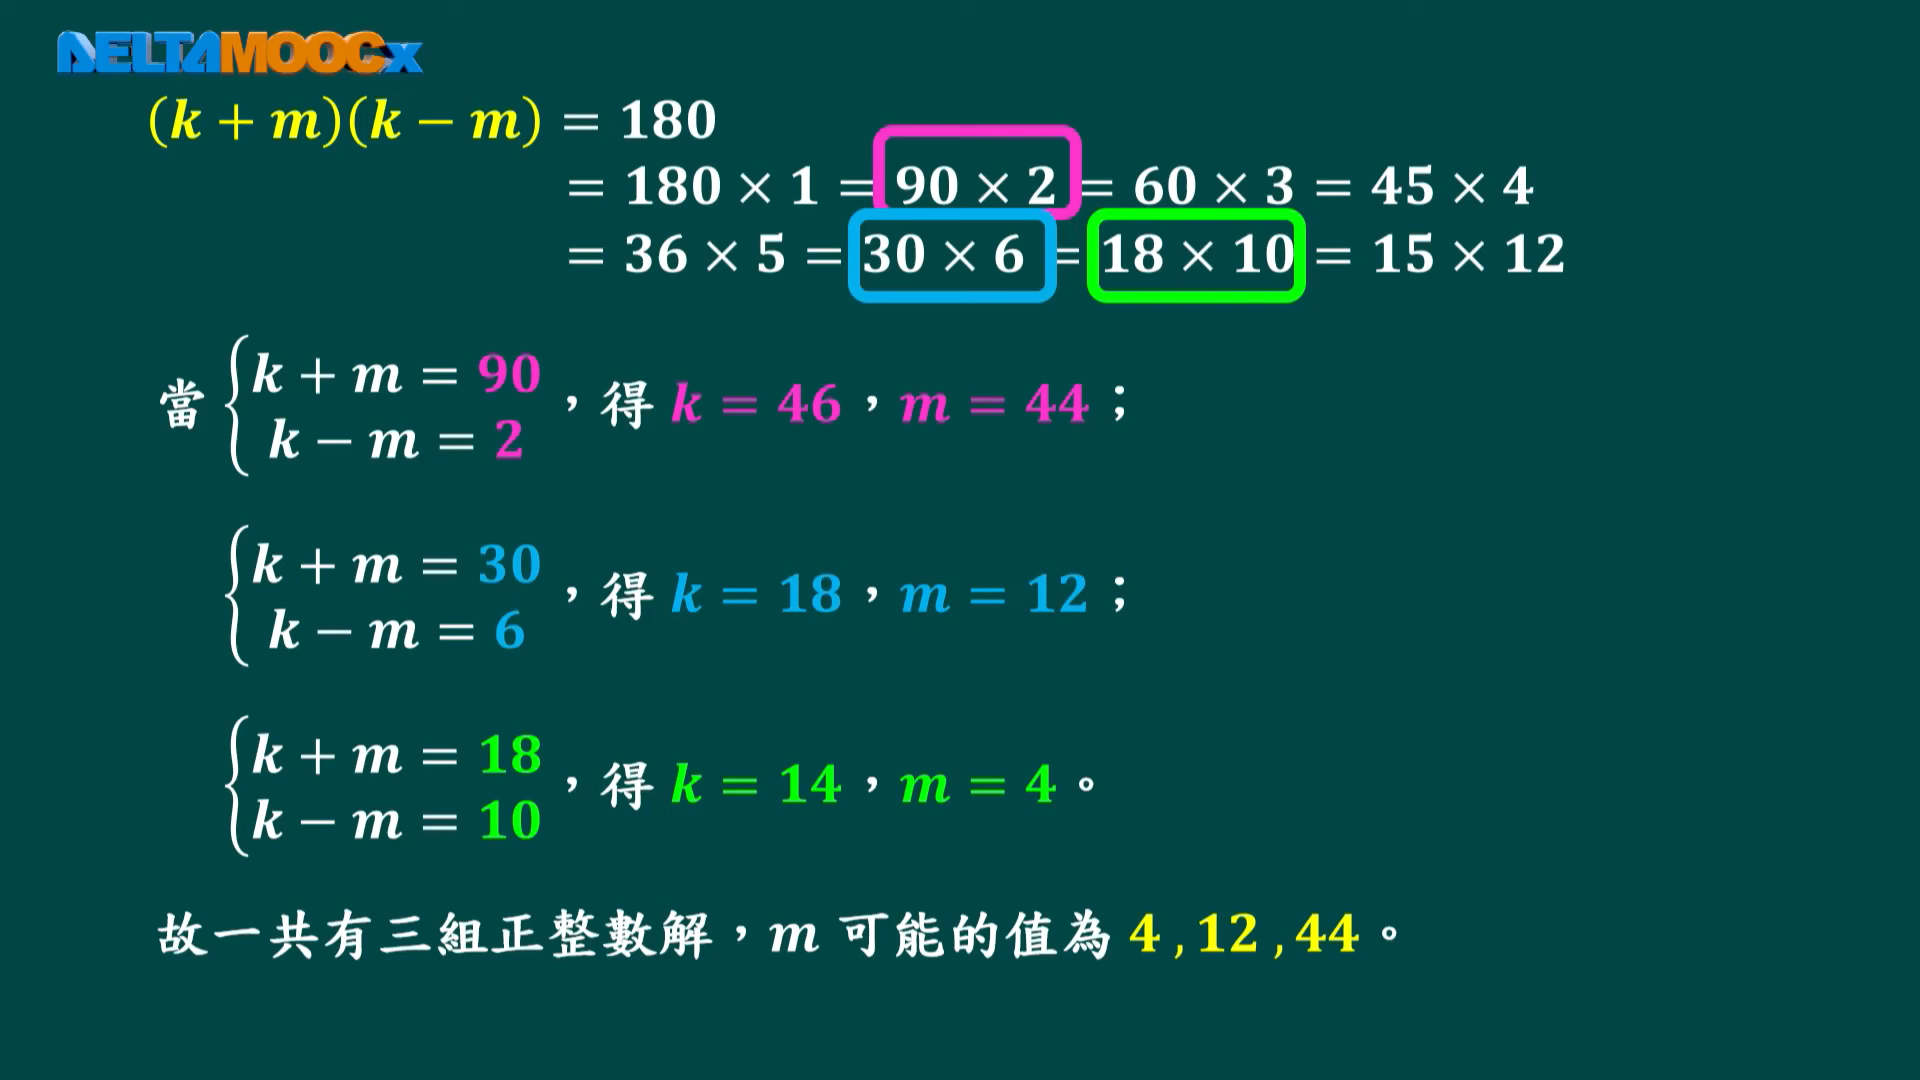 DELTAMOOCx
(k + m)(k − m) = 180
= 180 × 1 = 90 × 2 = 60 × 3 = 45 × 4
= 36 × 5 = 30 × 6 = 18 × 10 = 15 × 12
當 { k + m = 90
k − m = 2 ，得 k = 46，m = 44；
{ k + m = 30
k − m = 6 ，得 k = 18，m = 12；
{ k + m = 18
k − m = 10 ，得 k = 14，m = 4。
故一共有三組正整數解，m 可能的值為 4 , 12 , 44。